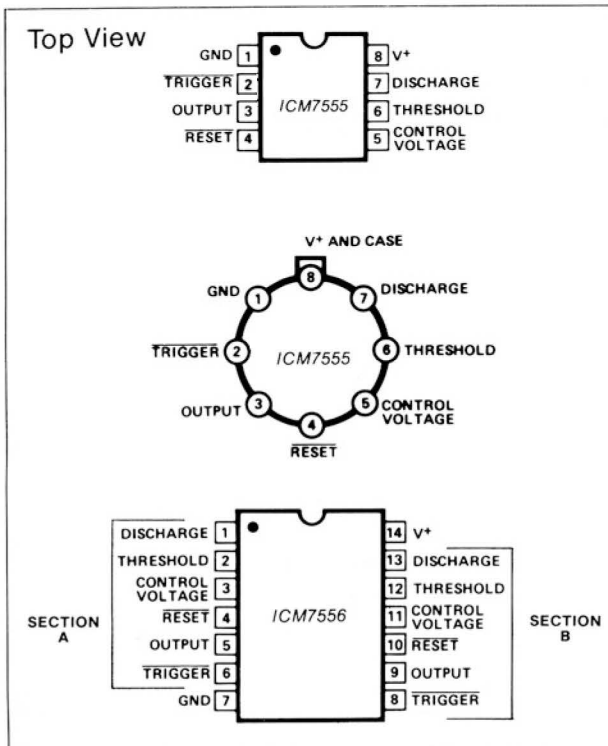 Top View
GND 1
TRIGGER 2
OUTPUT 3
RESET 4
ICM7555
8 V+
7 DISCHARGE
6 THRESHOLD
5 CONTROL
VOLTAGE
V+ AND CASE
8
GND 1
7 DISCHARGE
TRIGGER 2
ICM7555
6 THRESHOLD
OUTPUT 3
5 CONTROL
VOLTAGE
4
RESET
SECTION
A
DISCHARGE 1
THRESHOLD 2
CONTROL
VOLTAGE 3
RESET 4
OUTPUT 5
TRIGGER 6
GND 7
ICM7556
14 V+
13 DISCHARGE
12 THRESHOLD
11 CONTROL
VOLTAGE
10 RESET
9 OUTPUT
8 TRIGGER
SECTION
B